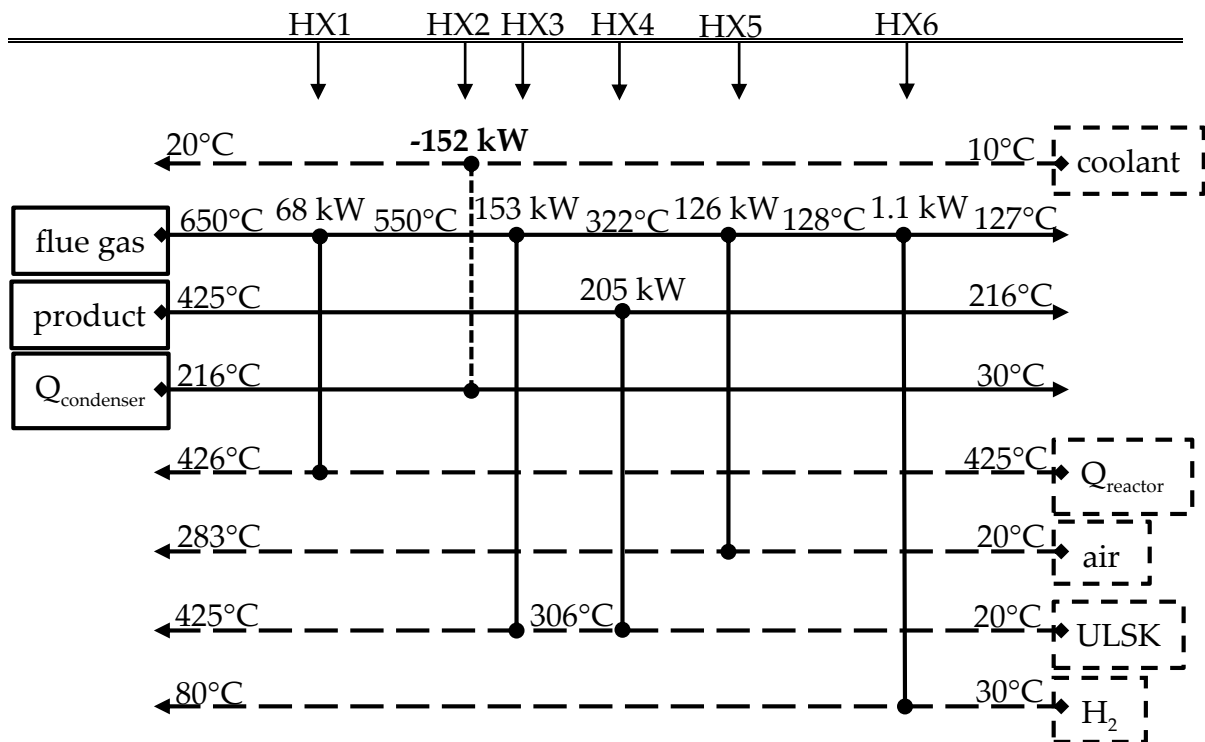 HX1 HX2 HX3 HX4 HX5 HX6
20°C -152 kW 10°C coolant
flue gas 650°C 68 kW 550°C 153 kW 322°C 126 kW 128°C 1.1 kW 127°C
product 425°C 205 kW 216°C
Qcondenser 216°C 30°C
426°C 425°C Qreactor
283°C 20°C air
425°C 306°C 20°C ULSK
80°C 30°C H2